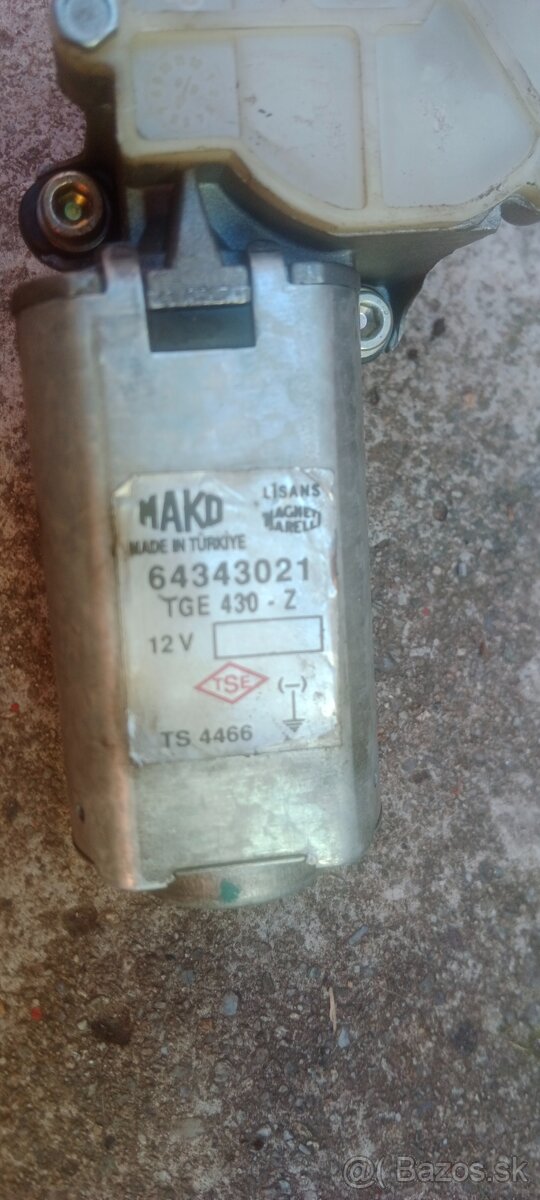 MAKO
LİSANS
MAGNETI
MARELLI
MADE IN TÜRKİYE
64343021
TGE 430 - Z
12 V
TSE
(-)
TS 4466
@( Bazos.sk